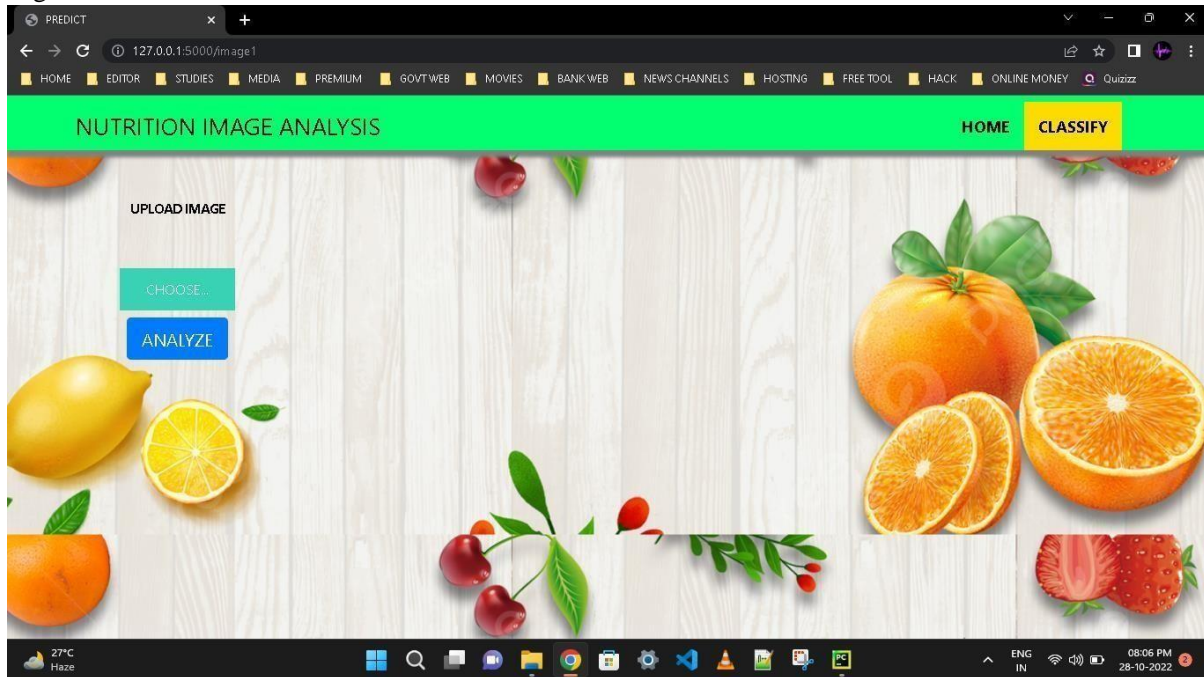 PREDICT
127.0.0.1:5000/image1
HOME EDITOR STUDIES MEDIA PREMIUM GOVT WEB MOVIES BANK WEB NEWS CHANNELS HOSTING FREE TOOL HACK ONLINE MONEY Quizizz
NUTRITION IMAGE ANALYSIS HOME CLASSIFY
UPLOAD IMAGE
CHOOSE...
ANALYZE
27°C
Haze
ENG
IN
08:06 PM
28-10-2022
2